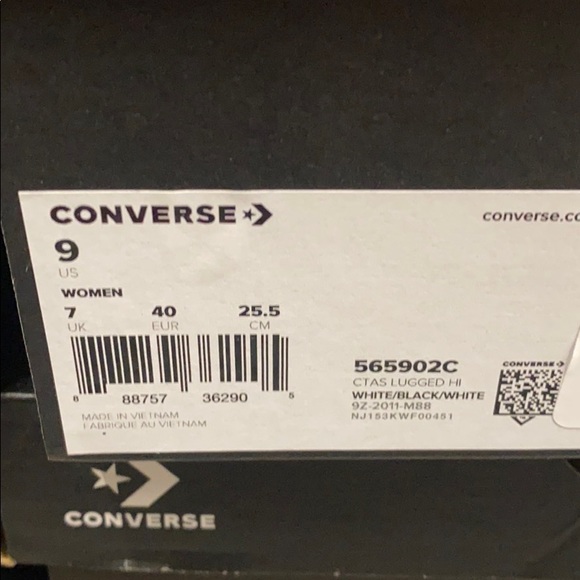 CONVERSE
converse.co
9
US
WOMEN
7 40 25.5
UK EUR CM
8 88757 36290 5
MADE IN VIETNAM
FABRIQUE AU VIETNAM
565902C
CTAS LUGGED HI
WHITE/BLACK/WHITE
9Z-2011-M88
NJ153KWF00451
CONVERSE
CONVERSE